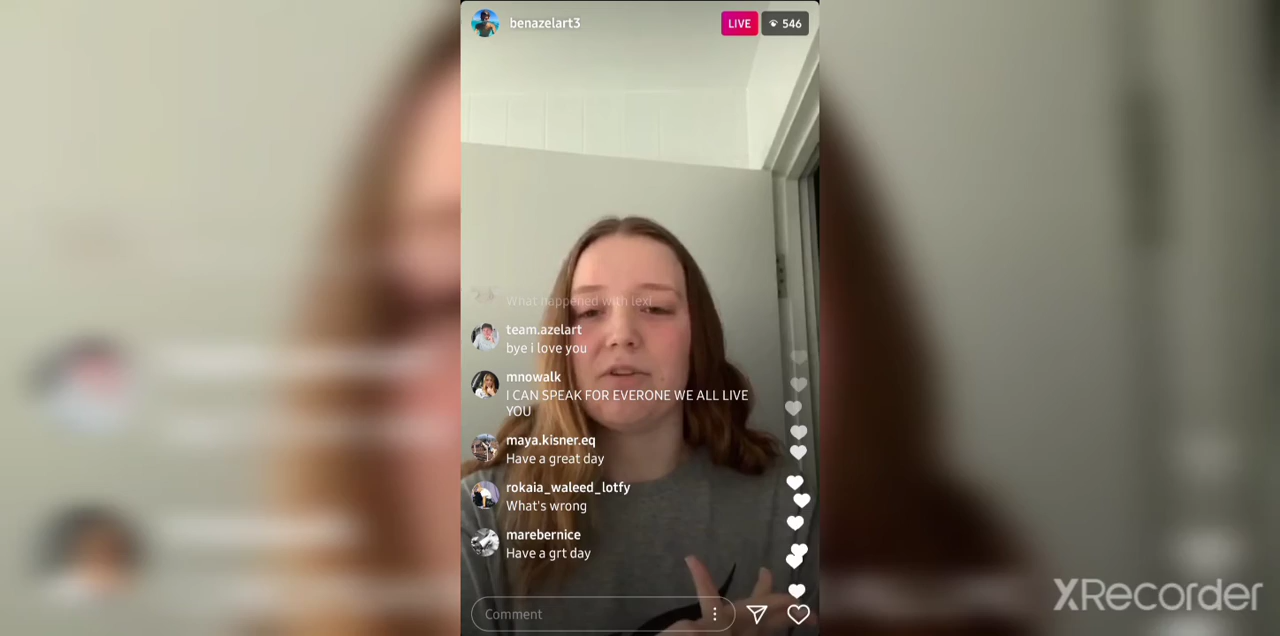 benazelart3
LIVE
546
What happened with lexi
team.azelart
bye i love you
mnowalk
I CAN SPEAK FOR EVERONE WE ALL LIVE
YOU
maya.kisner.eq
Have a great day
rokaia_waleed_lotfy
What's wrong
marebernice
Have a grt day
Comment
XRecorder